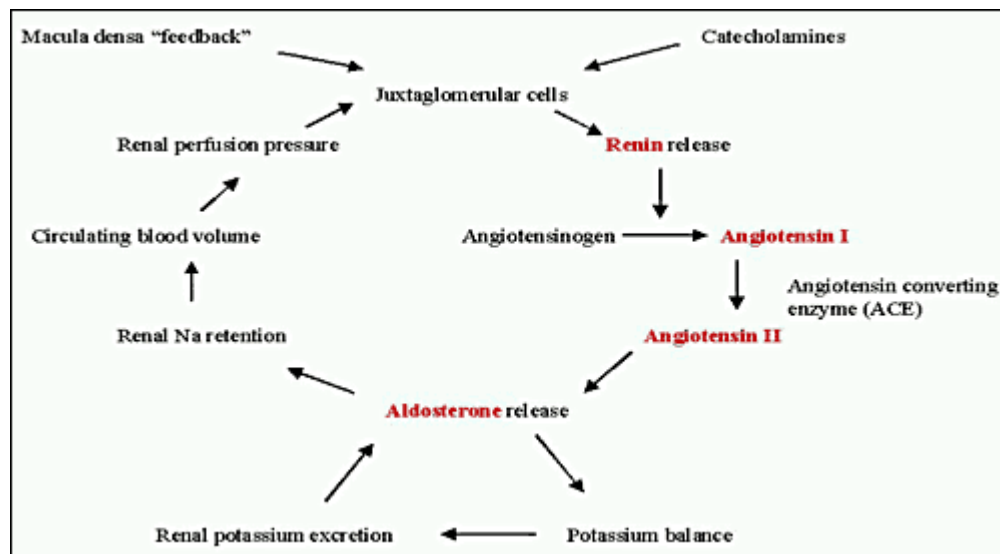 Macula densa “feedback”
Catecholamines
Juxtaglomerular cells
Renal perfusion pressure
Renin release
Circulating blood volume
Angiotensinogen
Angiotensin I
Angiotensin converting
enzyme (ACE)
Renal Na retention
Angiotensin II
Aldosterone release
Renal potassium excretion
Potassium balance